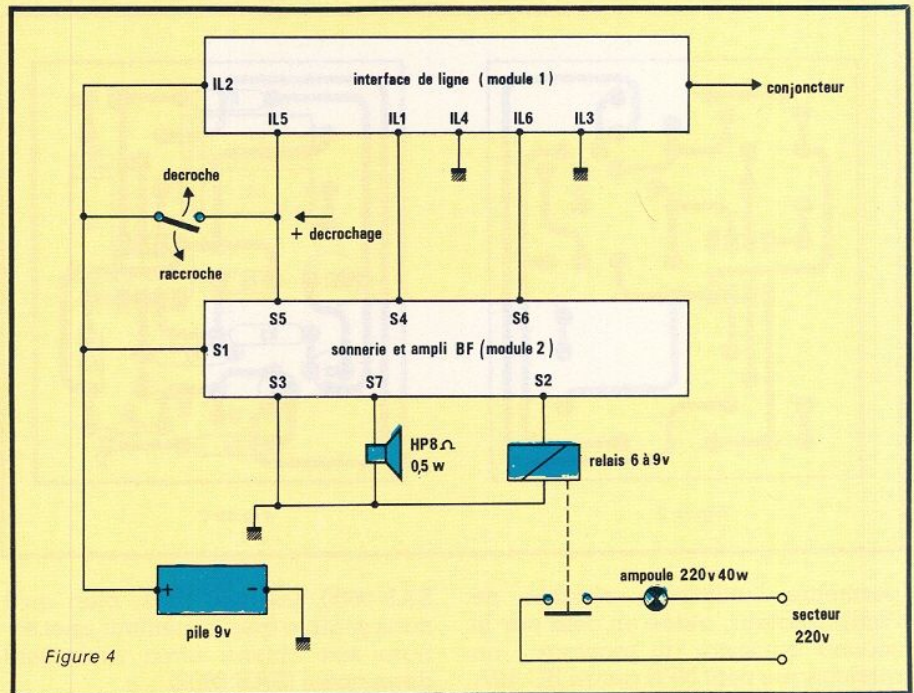 interface de ligne (module 1)
IL2
conjoncteur
IL5
IL1
IL4
IL6
IL3
decroche
+ decrochage
raccroche
S5
S4
S6
S1
sonnerie et ampli BF (module 2)
S3
S7
S2
HP8Ω
0,5 w
relais 6 à 9v
+
-
pile 9v
ampoule 220v 40w
secteur
220v
Figure 4